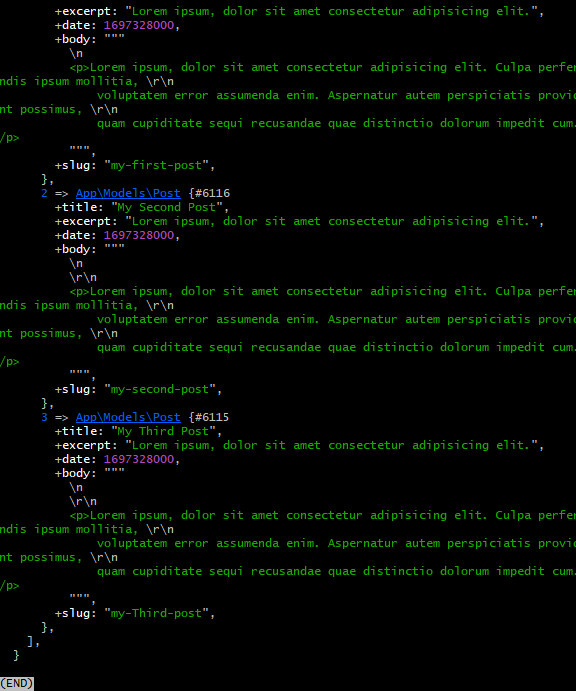 +excerpt: "Lorem ipsum, dolor sit amet consectetur adipisicing elit.",
+date: 1697328000,
+body: """
\n
<p>Lorem ipsum, dolor sit amet consectetur adipisicing elit. Culpa perfe
ndis ipsum mollitia, \r\n
voluptatem error assumenda enim. Aspernatur autem perspiciatis provid
nt possimus, \r\n
quam cupiditate sequi recusandae quae distinctio dolorum impedit cum.
/p>
""",
+slug: "my-first-post",
},
2 => App\Models\Post {#6116
+title: "My Second Post",
+excerpt: "Lorem ipsum, dolor sit amet consectetur adipisicing elit.",
+date: 1697328000,
+body: """
\n
\r\n
<p>Lorem ipsum, dolor sit amet consectetur adipisicing elit. Culpa perfe
ndis ipsum mollitia, \r\n
voluptatem error assumenda enim. Aspernatur autem perspiciatis provid
nt possimus, \r\n
quam cupiditate sequi recusandae quae distinctio dolorum impedit cum.
/p>
""",
+slug: "my-second-post",
},
3 => App\Models\Post {#6115
+title: "My Third Post",
+excerpt: "Lorem ipsum, dolor sit amet consectetur adipisicing elit.",
+date: 1697328000,
+body: """
\n
\r\n
<p>Lorem ipsum, dolor sit amet consectetur adipisicing elit. Culpa perfe
ndis ipsum mollitia, \r\n
voluptatem error assumenda enim. Aspernatur autem perspiciatis provid
nt possimus, \r\n
quam cupiditate sequi recusandae quae distinctio dolorum impedit cum.
/p>
""",
+slug: "my-Third-post",
},
],
}
(END)